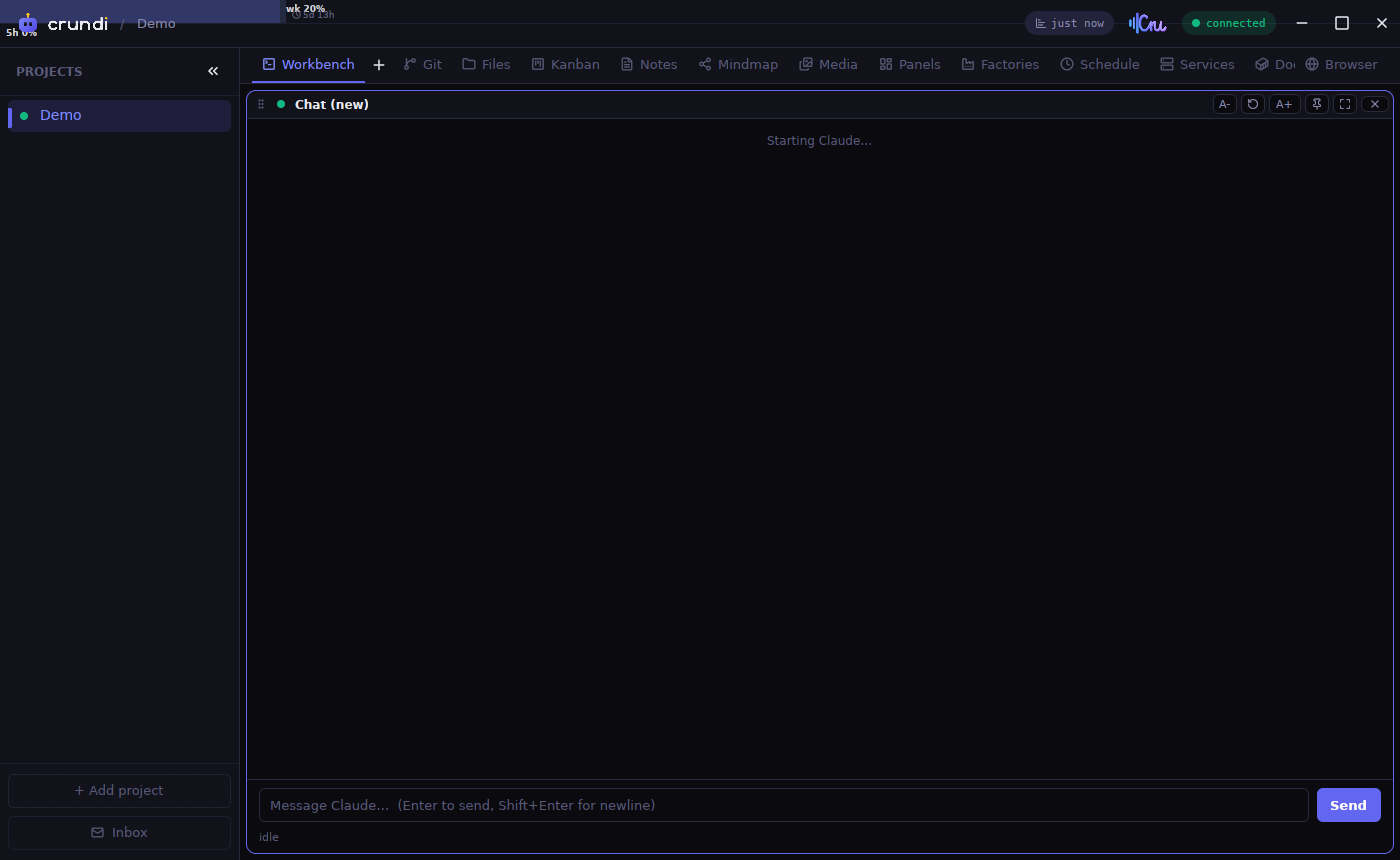 wk 20%
5d 13h
5h 0%
crundi / Demo
just now
Cru
connected
PROJECTS
Workbench
Git
Files
Kanban
Notes
Mindmap
Media
Panels
Factories
Schedule
Services
Doc
Browser
Demo
Chat (new)
A-
A+
Starting Claude...
+ Add project
Inbox
Message Claude... (Enter to send, Shift+Enter for newline)
Send
idle